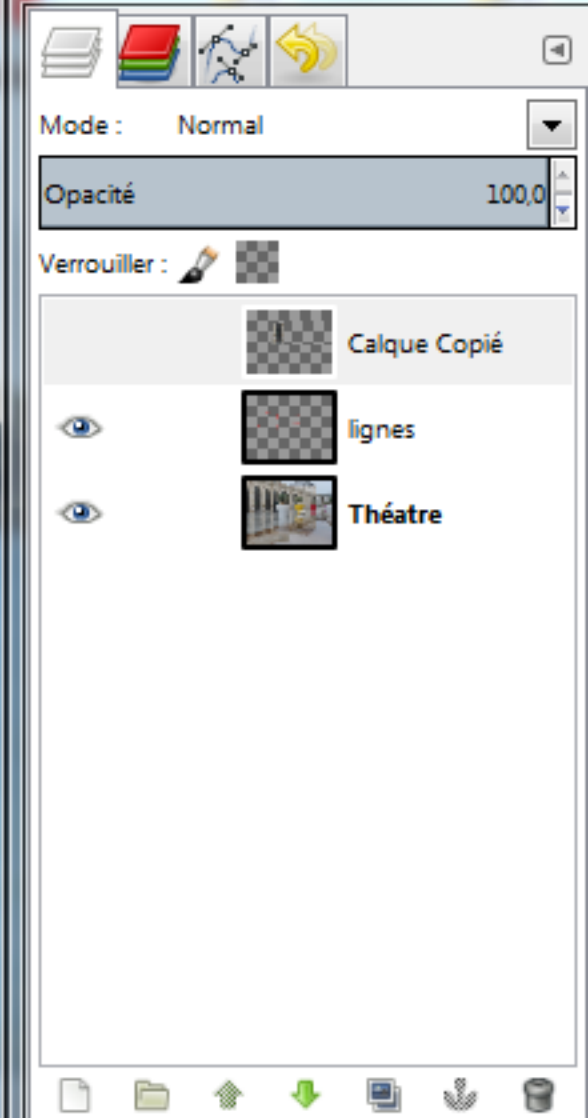 Mode : Normal
Opacité 100,0
Verrouiller :
Calque Copié
lignes
Théatre